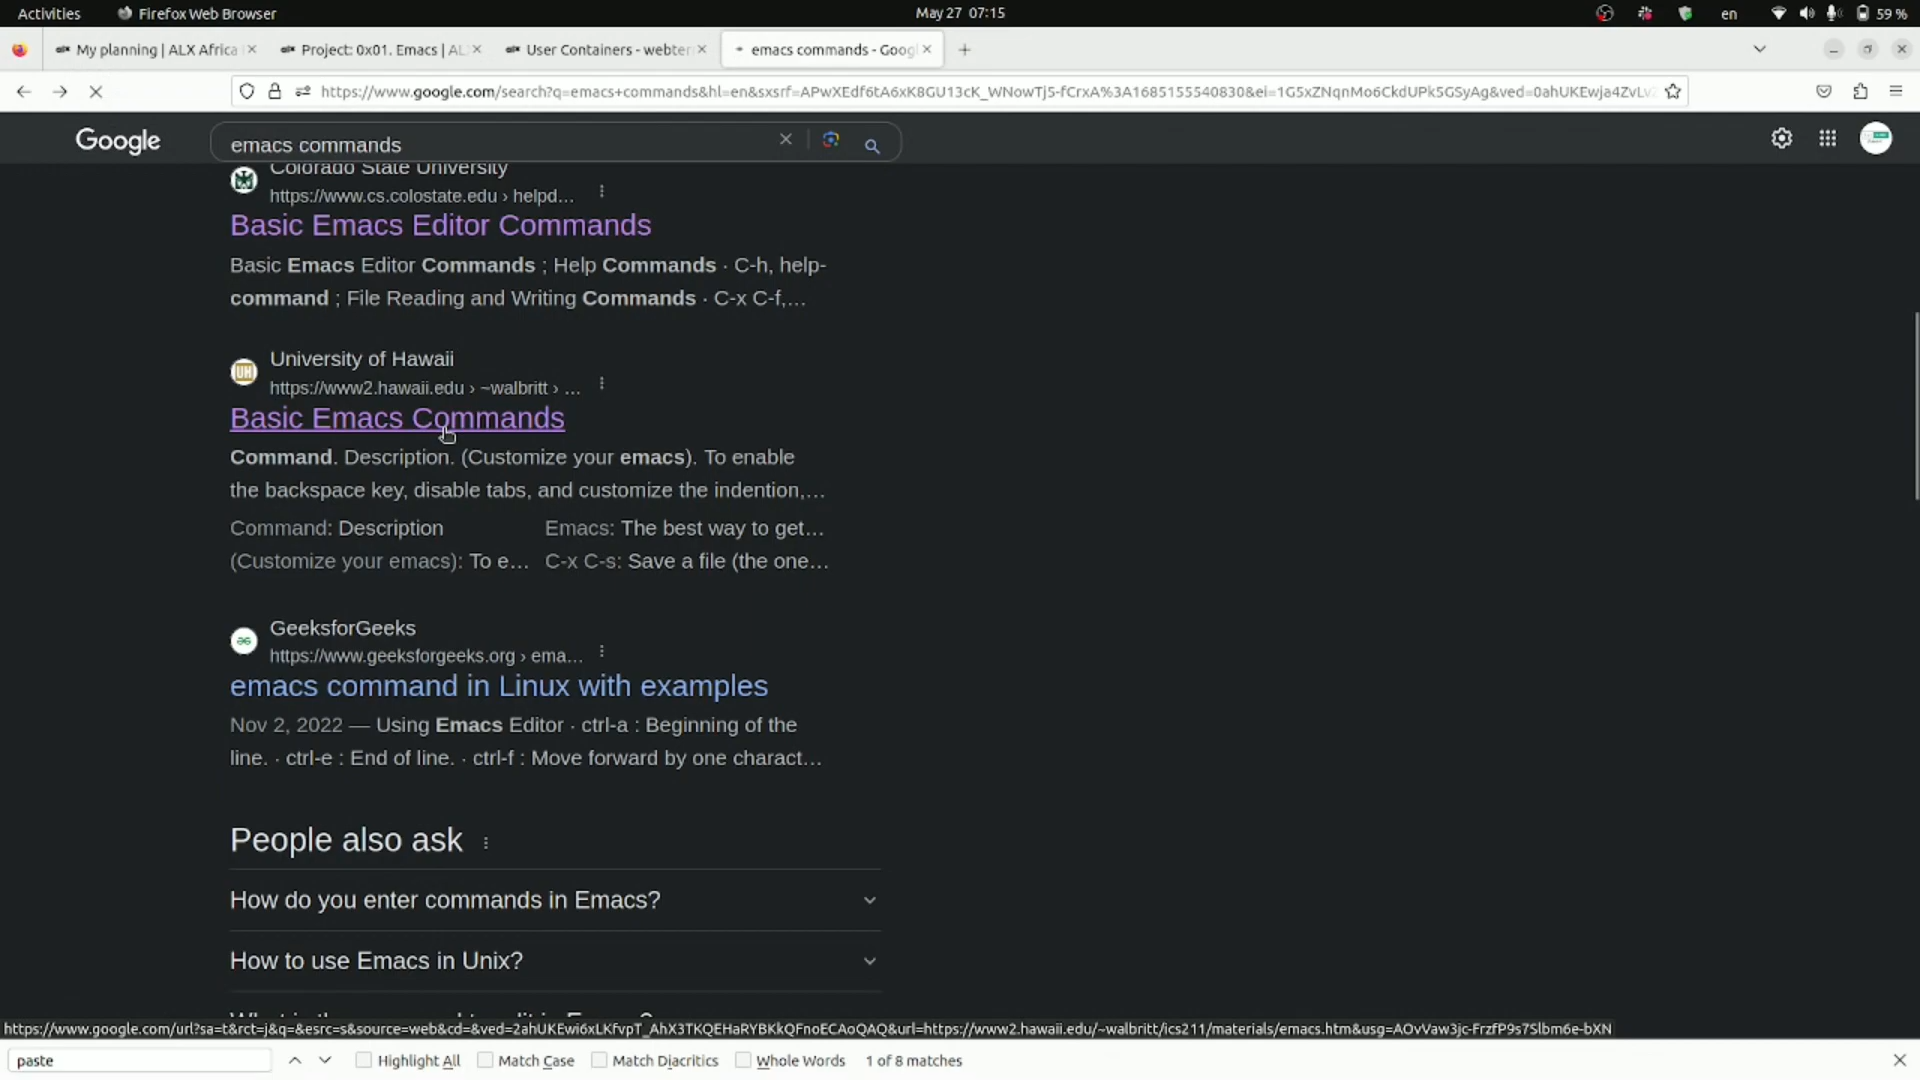 Activities Firefox Web Browser May 27 07:15 en 59 %
My planning | ALX Africa Project: 0x01. Emacs | AL User Containers - webter emacs commands - Goog
https://www.google.com/search?q=emacs+commands&hl=en&sxsrf=APwXEdf6tA6xK8GU13cK_WNowTj5-fCrxA%3A1685155540830&ei=1G5xZNqnMo6CkdUPk5GSyAg&ved=0ahUKEwja4ZvLv
Google emacs commands
Colorado State University
https://www.cs.colostate.edu › helpd...
Basic Emacs Editor Commands
Basic Emacs Editor Commands ; Help Commands · C-h, help-
command ; File Reading and Writing Commands · C-x C-f,...
University of Hawaii
https://www2.hawaii.edu › ~walbritt › ...
Basic Emacs Commands
Command. Description. (Customize your emacs). To enable
the backspace key, disable tabs, and customize the indention,...
Command: Description Emacs: The best way to get...
(Customize your emacs): To e... C-x C-s: Save a file (the one...
GeeksforGeeks
https://www.geeksforgeeks.org › ema...
emacs command in Linux with examples
Nov 2, 2022 — Using Emacs Editor · ctrl-a : Beginning of the
line. · ctrl-e : End of line. · ctrl-f : Move forward by one charact...
People also ask
How do you enter commands in Emacs?
How to use Emacs in Unix?
https://www.google.com/url?sa=t&rct=j&q=&esrc=s&source=web&cd=&ved=2ahUKEwi6xLKfvpT_AhX3TKQEHaRYBKkQFnoECAoQAQ&url=https://www2.hawaii.edu/~walbritt/ics211/materials/emacs.htm&usg=AOvVaw3jc-FrzfP9s7Slbm6e-bXN
paste Highlight All Match Case Match Diacritics Whole Words 1 of 8 matches